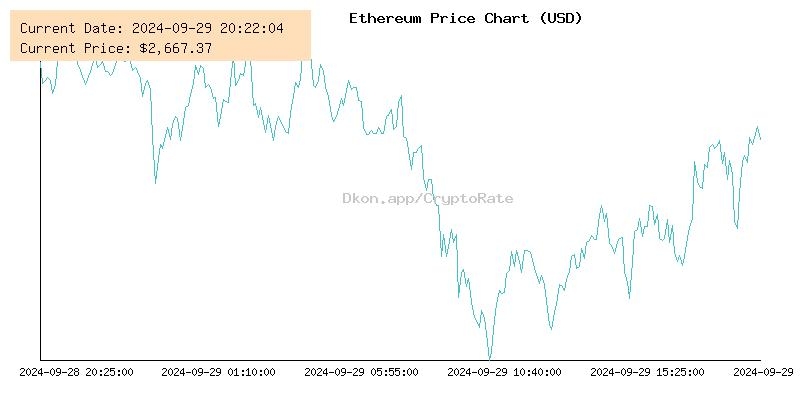 Ethereum Price Chart (USD)
Current Date: 2024-09-29 20:22:04
Current Price: $2,667.37
Dkon.app/CryptoRate
2024-09-28 20:25:00 2024-09-29 01:10:00 2024-09-29 05:55:00 2024-09-29 10:40:00 2024-09-29 15:25:00 2024-09-29